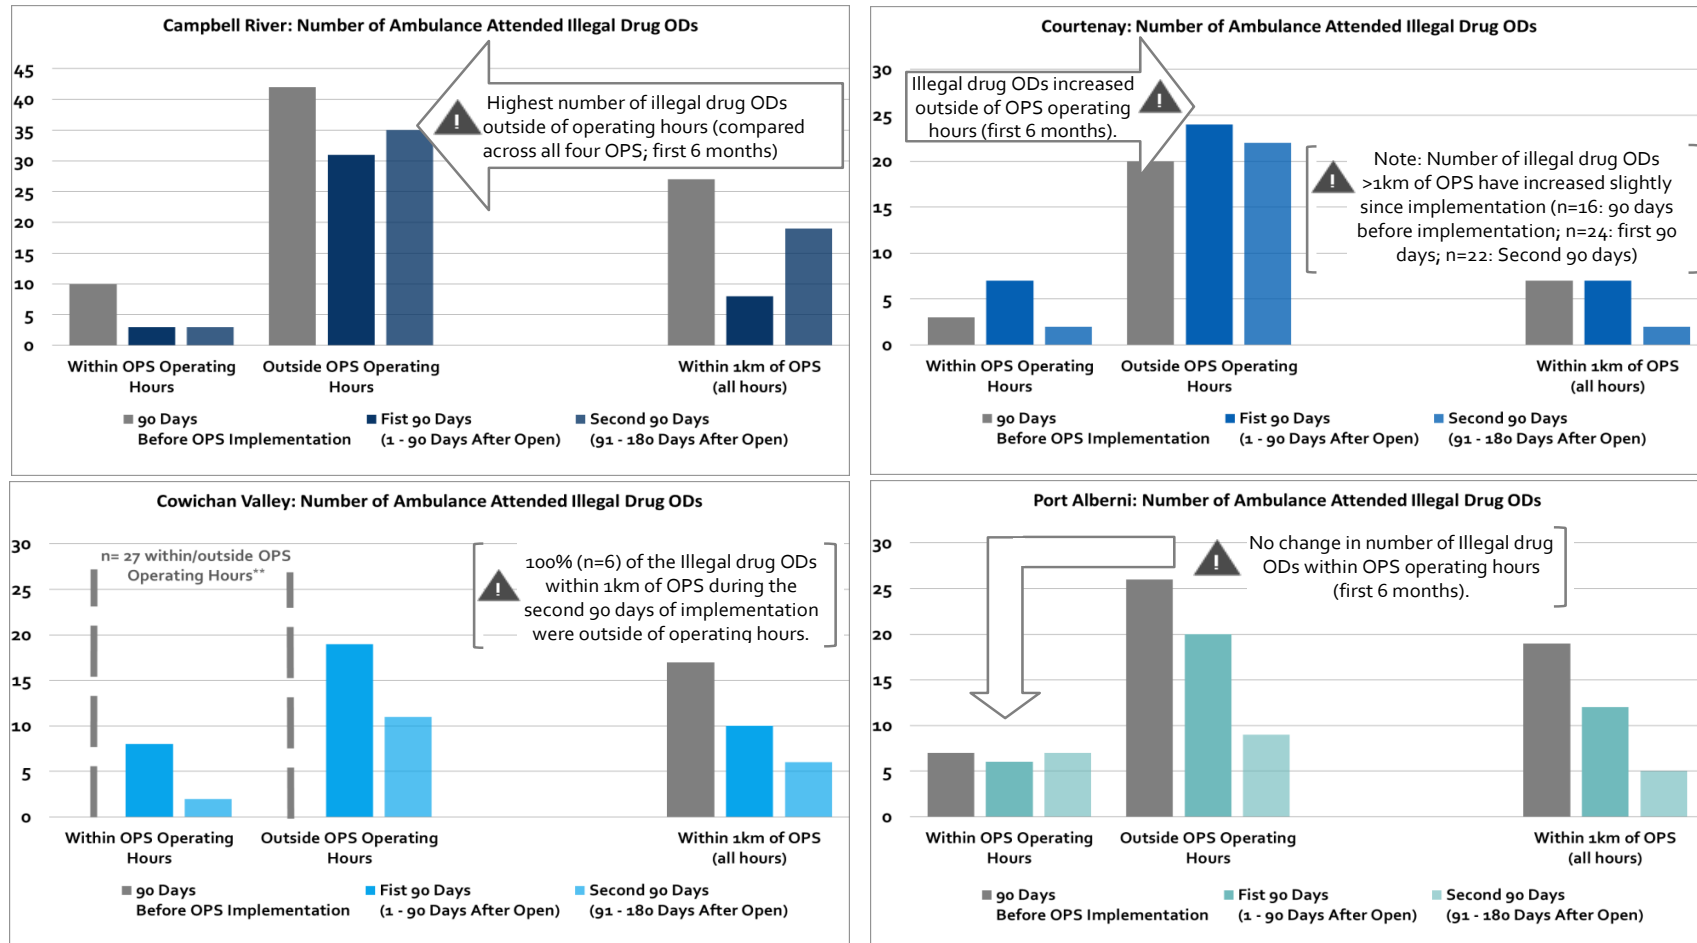 Campbell River: Number of Ambulance Attended Illegal Drug ODs
45
40
35
30
25
20
15
10
5
0
Highest number of illegal drug ODs
outside of operating hours (compared
across all four OPS; first 6 months)
Within OPS Operating
Hours
Outside OPS Operating
Hours
Within 1km of OPS
(all hours)
90 Days
Before OPS Implementation
Fist 90 Days
(1 - 90 Days After Open)
Second 90 Days
(91 - 180 Days After Open)
Courtenay: Number of Ambulance Attended Illegal Drug ODs
30
25
20
15
10
5
0
Illegal drug ODs increased
outside of OPS operating
hours (first 6 months).
Note: Number of illegal drug ODs
>1km of OPS have increased slightly
since implementation (n=16: 90 days
before implementation; n=24: first 90
days; n=22: Second 90 days)
Within OPS Operating
Hours
Outside OPS Operating
Hours
Within 1km of OPS
(all hours)
90 Days
Before OPS Implementation
Fist 90 Days
(1 - 90 Days After Open)
Second 90 Days
(91 - 180 Days After Open)
Cowichan Valley: Number of Ambulance Attended Illegal Drug ODs
30
25
20
15
10
5
0
n= 27 within/outside OPS
Operating Hours**
100% (n=6) of the Illegal drug ODs
within 1km of OPS during the
second 90 days of implementation
were outside of operating hours.
Within OPS Operating
Hours
Outside OPS Operating
Hours
Within 1km of OPS
(all hours)
90 Days
Before OPS Implementation
Fist 90 Days
(1 - 90 Days After Open)
Second 90 Days
(91 - 180 Days After Open)
Port Alberni: Number of Ambulance Attended Illegal Drug ODs
30
25
20
15
10
5
0
No change in number of Illegal drug
ODs within OPS operating hours
(first 6 months).
Within OPS Operating
Hours
Outside OPS Operating
Hours
Within 1km of OPS
(all hours)
90 Days
Before OPS Implementation
Fist 90 Days
(1 - 90 Days After Open)
Second 90 Days
(91 - 180 Days After Open)